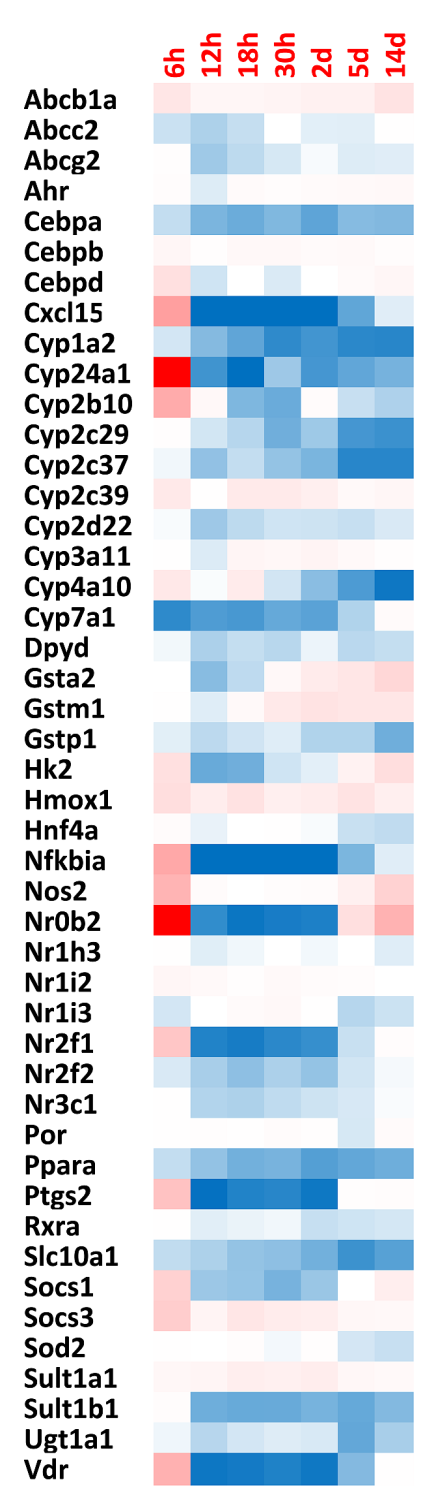 6h 12h 18h 30h 2d 5d 14d
Abcb1a
Abcc2
Abcg2
Ahr
Cebpa
Cebpb
Cebpd
Cxcl15
Cyp1a2
Cyp24a1
Cyp2b10
Cyp2c29
Cyp2c37
Cyp2c39
Cyp2d22
Cyp3a11
Cyp4a10
Cyp7a1
Dpyd
Gsta2
Gstm1
Gstp1
Hk2
Hmox1
Hnf4a
Nfkbia
Nos2
Nr0b2
Nr1h3
Nr1i2
Nr1i3
Nr2f1
Nr2f2
Nr3c1
Por
Ppara
Ptgs2
Rxra
Slc10a1
Socs1
Socs3
Sod2
Sult1a1
Sult1b1
Ugt1a1
Vdr